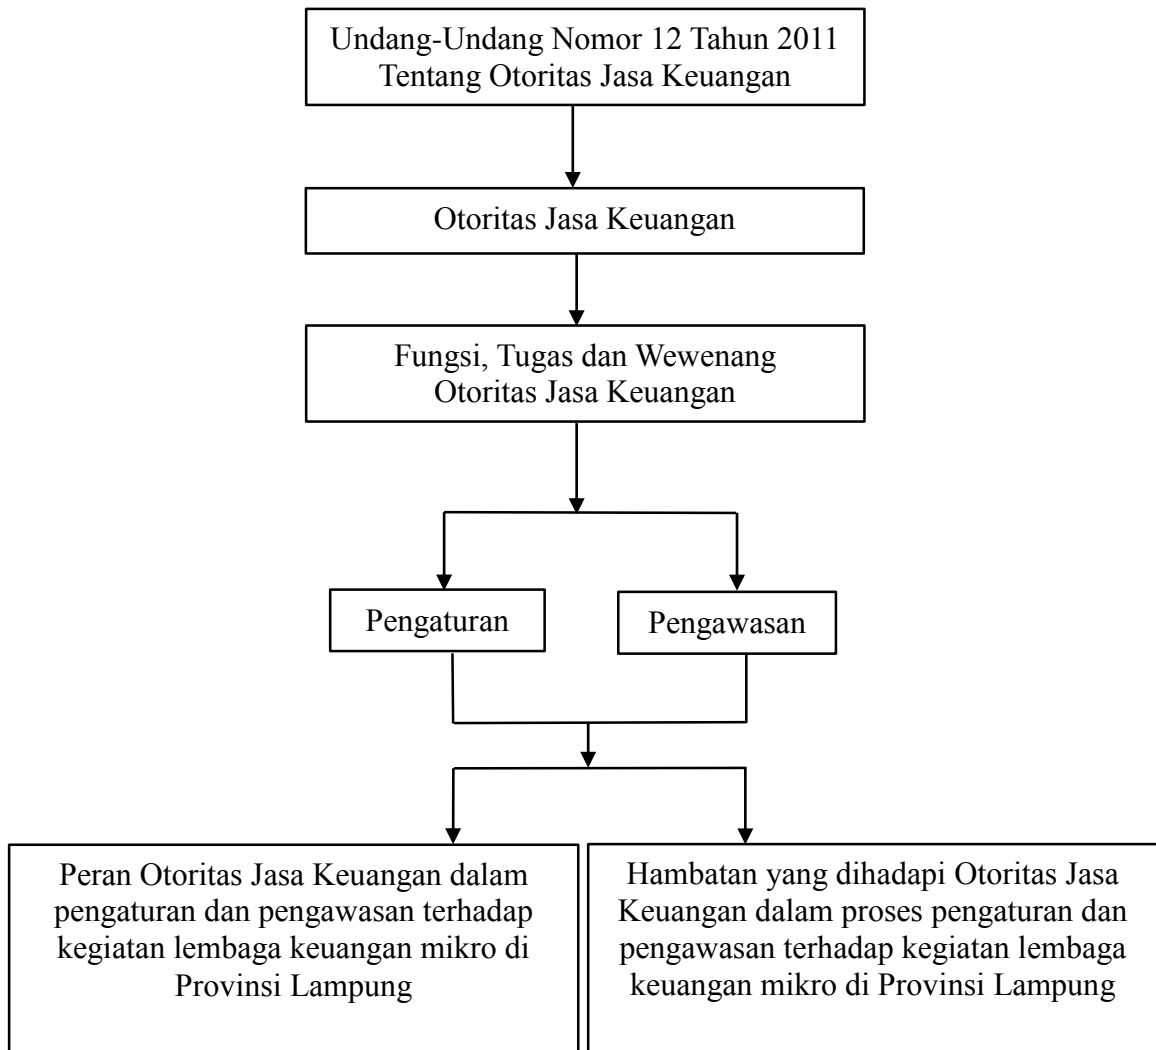 Undang-Undang Nomor 12 Tahun 2011
Tentang Otoritas Jasa Keuangan
Otoritas Jasa Keuangan
Fungsi, Tugas dan Wewenang
Otoritas Jasa Keuangan
Pengaturan
Pengawasan
Peran Otoritas Jasa Keuangan dalam
pengaturan dan pengawasan terhadap
kegiatan lembaga keuangan mikro di
Provinsi Lampung
Hambatan yang dihadapi Otoritas Jasa
Keuangan dalam proses pengaturan dan
pengawasan terhadap kegiatan lembaga
keuangan mikro di Provinsi Lampung